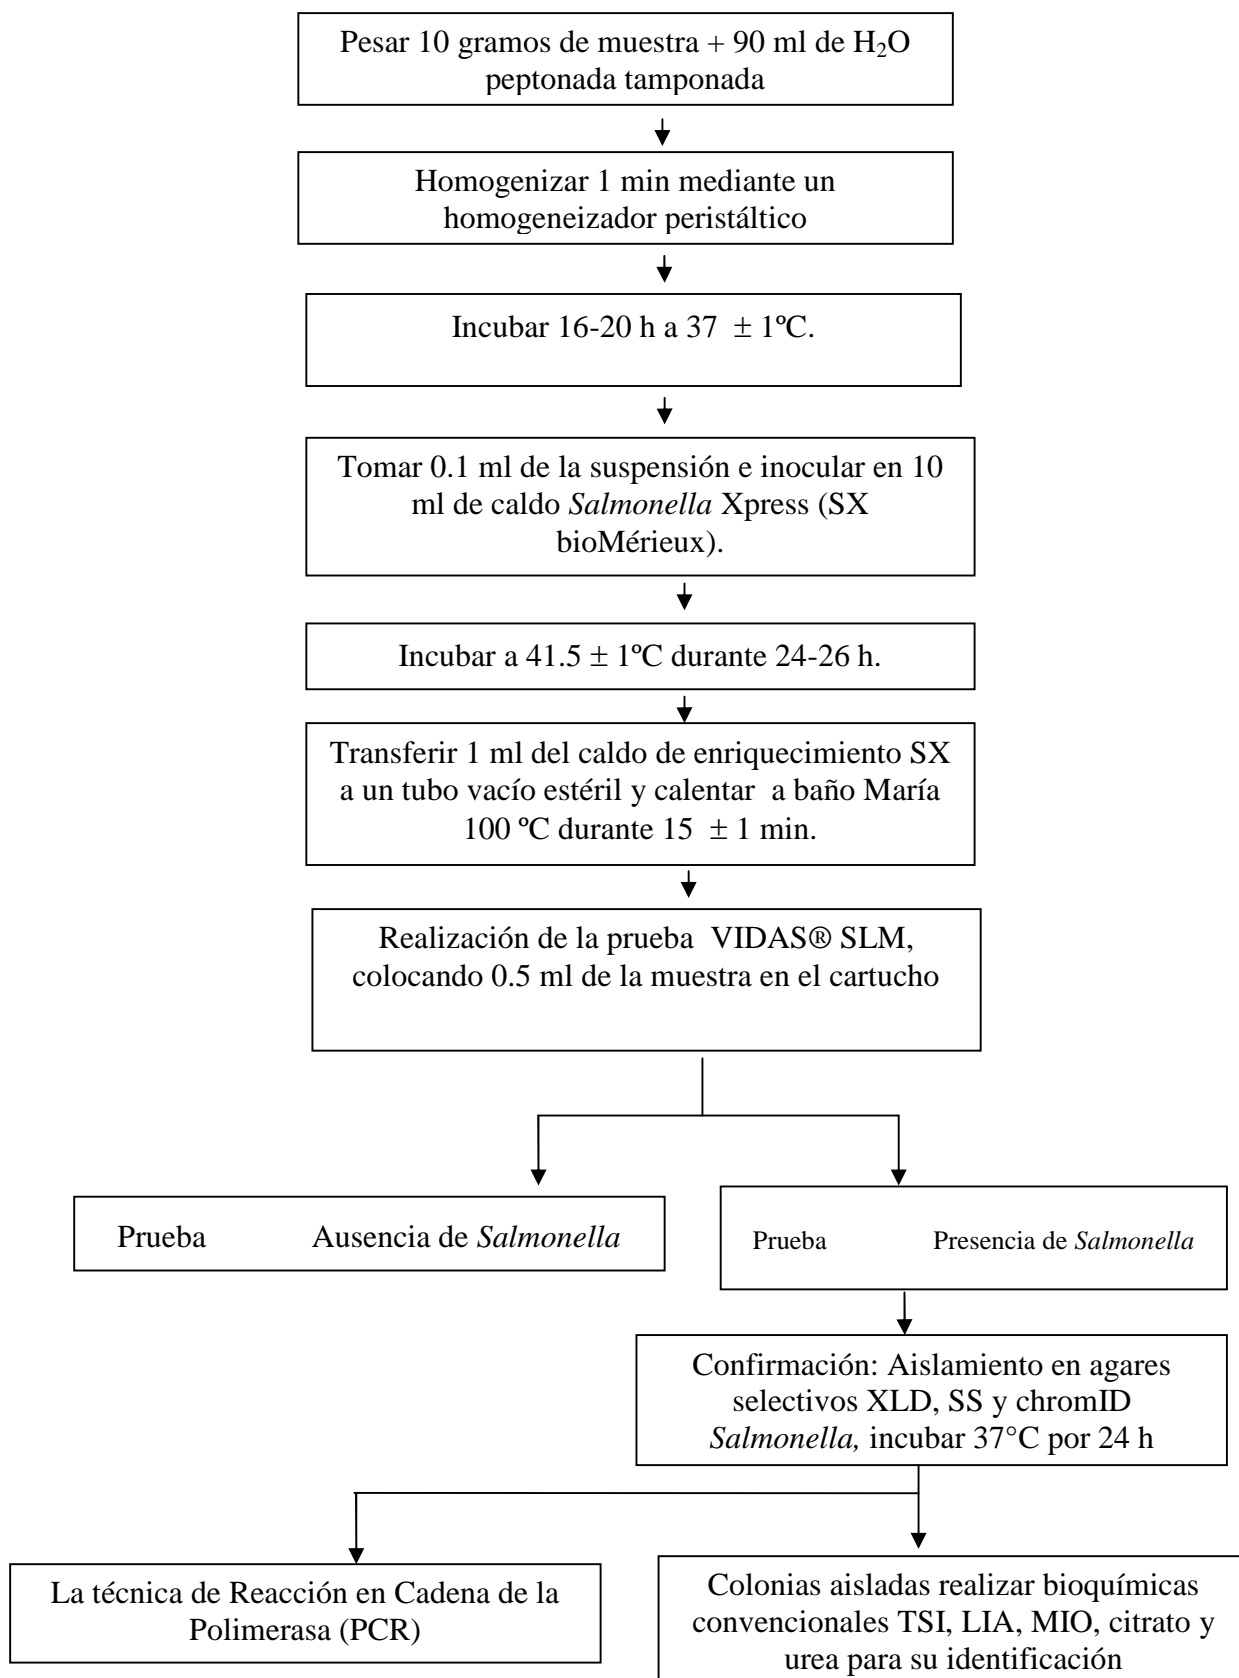 Pesar 10 gramos de muestra + 90 ml de H₂O
peptonada tamponada
Homogenizar 1 min mediante un
homogeneizador peristáltico
Incubar 16-20 h a 37 ± 1ºC.
Tomar 0.1 ml de la suspensión e inocular en 10
ml de caldo Salmonella Xpress (SX
bioMérieux).
Incubar a 41.5 ± 1ºC durante 24-26 h.
Transferir 1 ml del caldo de enriquecimiento SX
a un tubo vacío estéril y calentar a baño María
100 ºC durante 15 ± 1 min.
Realización de la prueba VIDAS® SLM,
colocando 0.5 ml de la muestra en el cartucho
Prueba Ausencia de Salmonella
Prueba Presencia de Salmonella
Confirmación: Aislamiento en agares
selectivos XLD, SS y chromID
Salmonella, incubar 37°C por 24 h
La técnica de Reacción en Cadena de la
Polimerasa (PCR)
Colonias aisladas realizar bioquímicas
convencionales TSI, LIA, MIO, citrato y
urea para su identificación